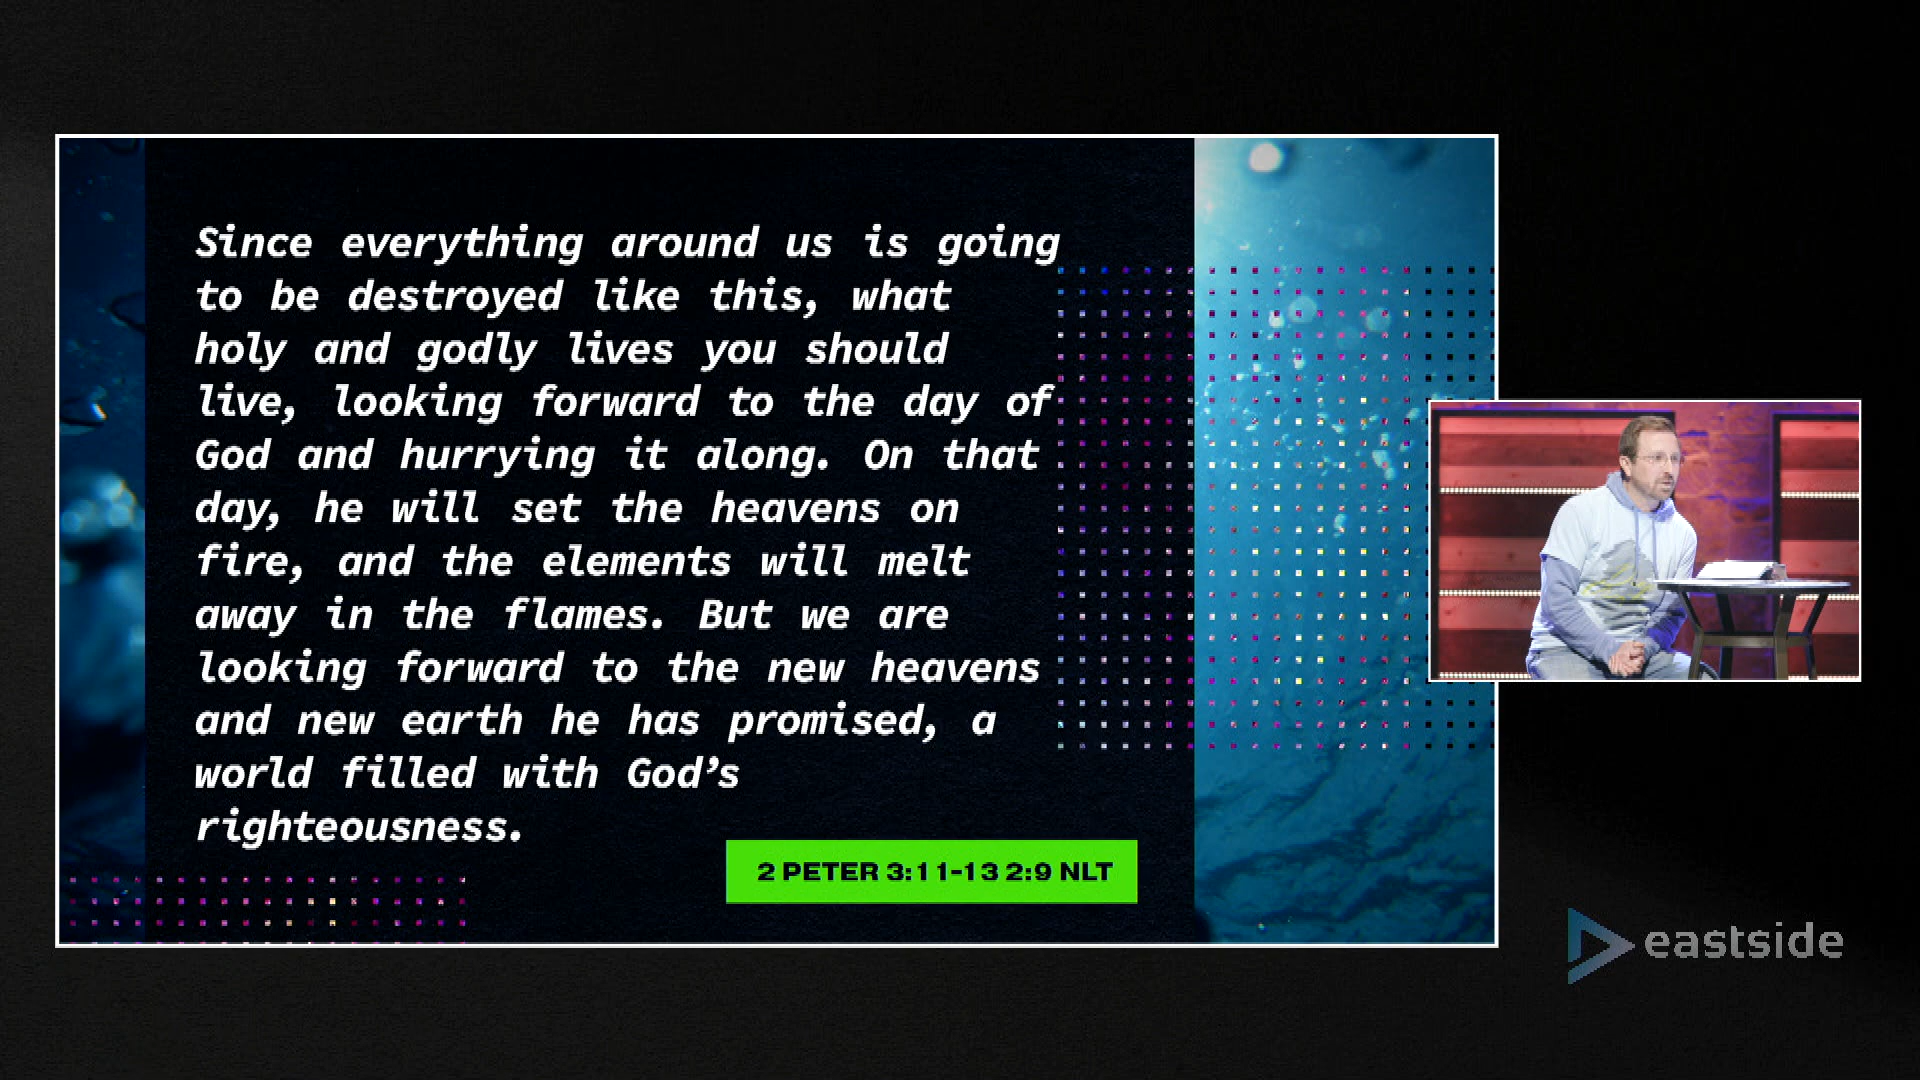 Since everything around us is going
to be destroyed like this, what
holy and godly lives you should
live, looking forward to the day of
God and hurrying it along. On that
day, he will set the heavens on
fire, and the elements will melt
away in the flames. But we are
looking forward to the new heavens
and new earth he has promised, a
world filled with God’s
righteousness.
2 PETER 3:11-13 2:9 NLT
eastside